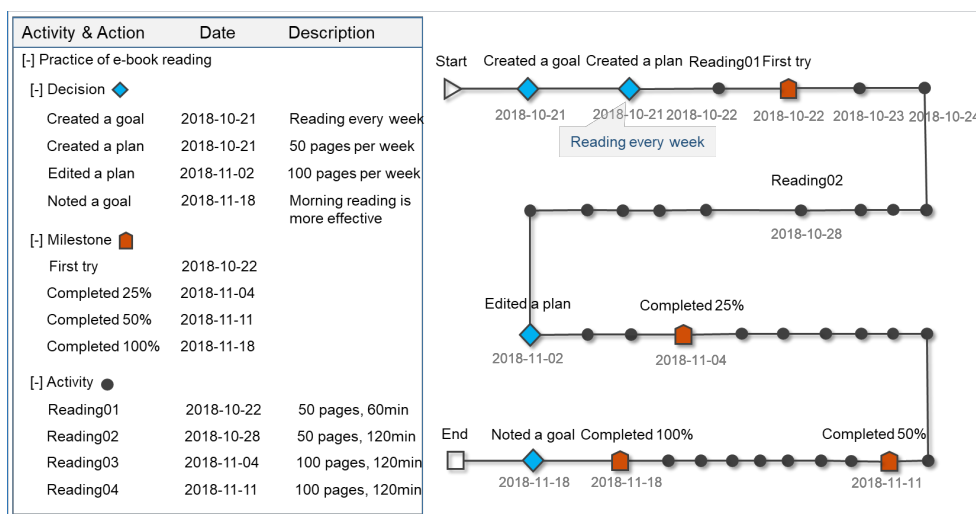 Activity & Action Date Description
[-] Practice of e-book reading
[-] Decision
Created a goal 2018-10-21 Reading every week
Created a plan 2018-10-21 50 pages per week
Edited a plan 2018-11-02 100 pages per week
Noted a goal 2018-11-18 Morning reading is
more effective
[-] Milestone
First try 2018-10-22
Completed 25% 2018-11-04
Completed 50% 2018-11-11
Completed 100% 2018-11-18
[-] Activity
Reading01 2018-10-22 50 pages, 60min
Reading02 2018-10-28 50 pages, 120min
Reading03 2018-11-04 100 pages, 120min
Reading04 2018-11-11 100 pages, 120min
Start Created a goal Created a plan Reading01 First try
2018-10-21 2018-10-21 2018-10-22 2018-10-22 2018-10-23 2018-10-24
Reading every week
Reading02
2018-10-28
Edited a plan Completed 25%
2018-11-02 2018-11-04
End Noted a goal Completed 100% Completed 50%
2018-11-18 2018-11-18 2018-11-11